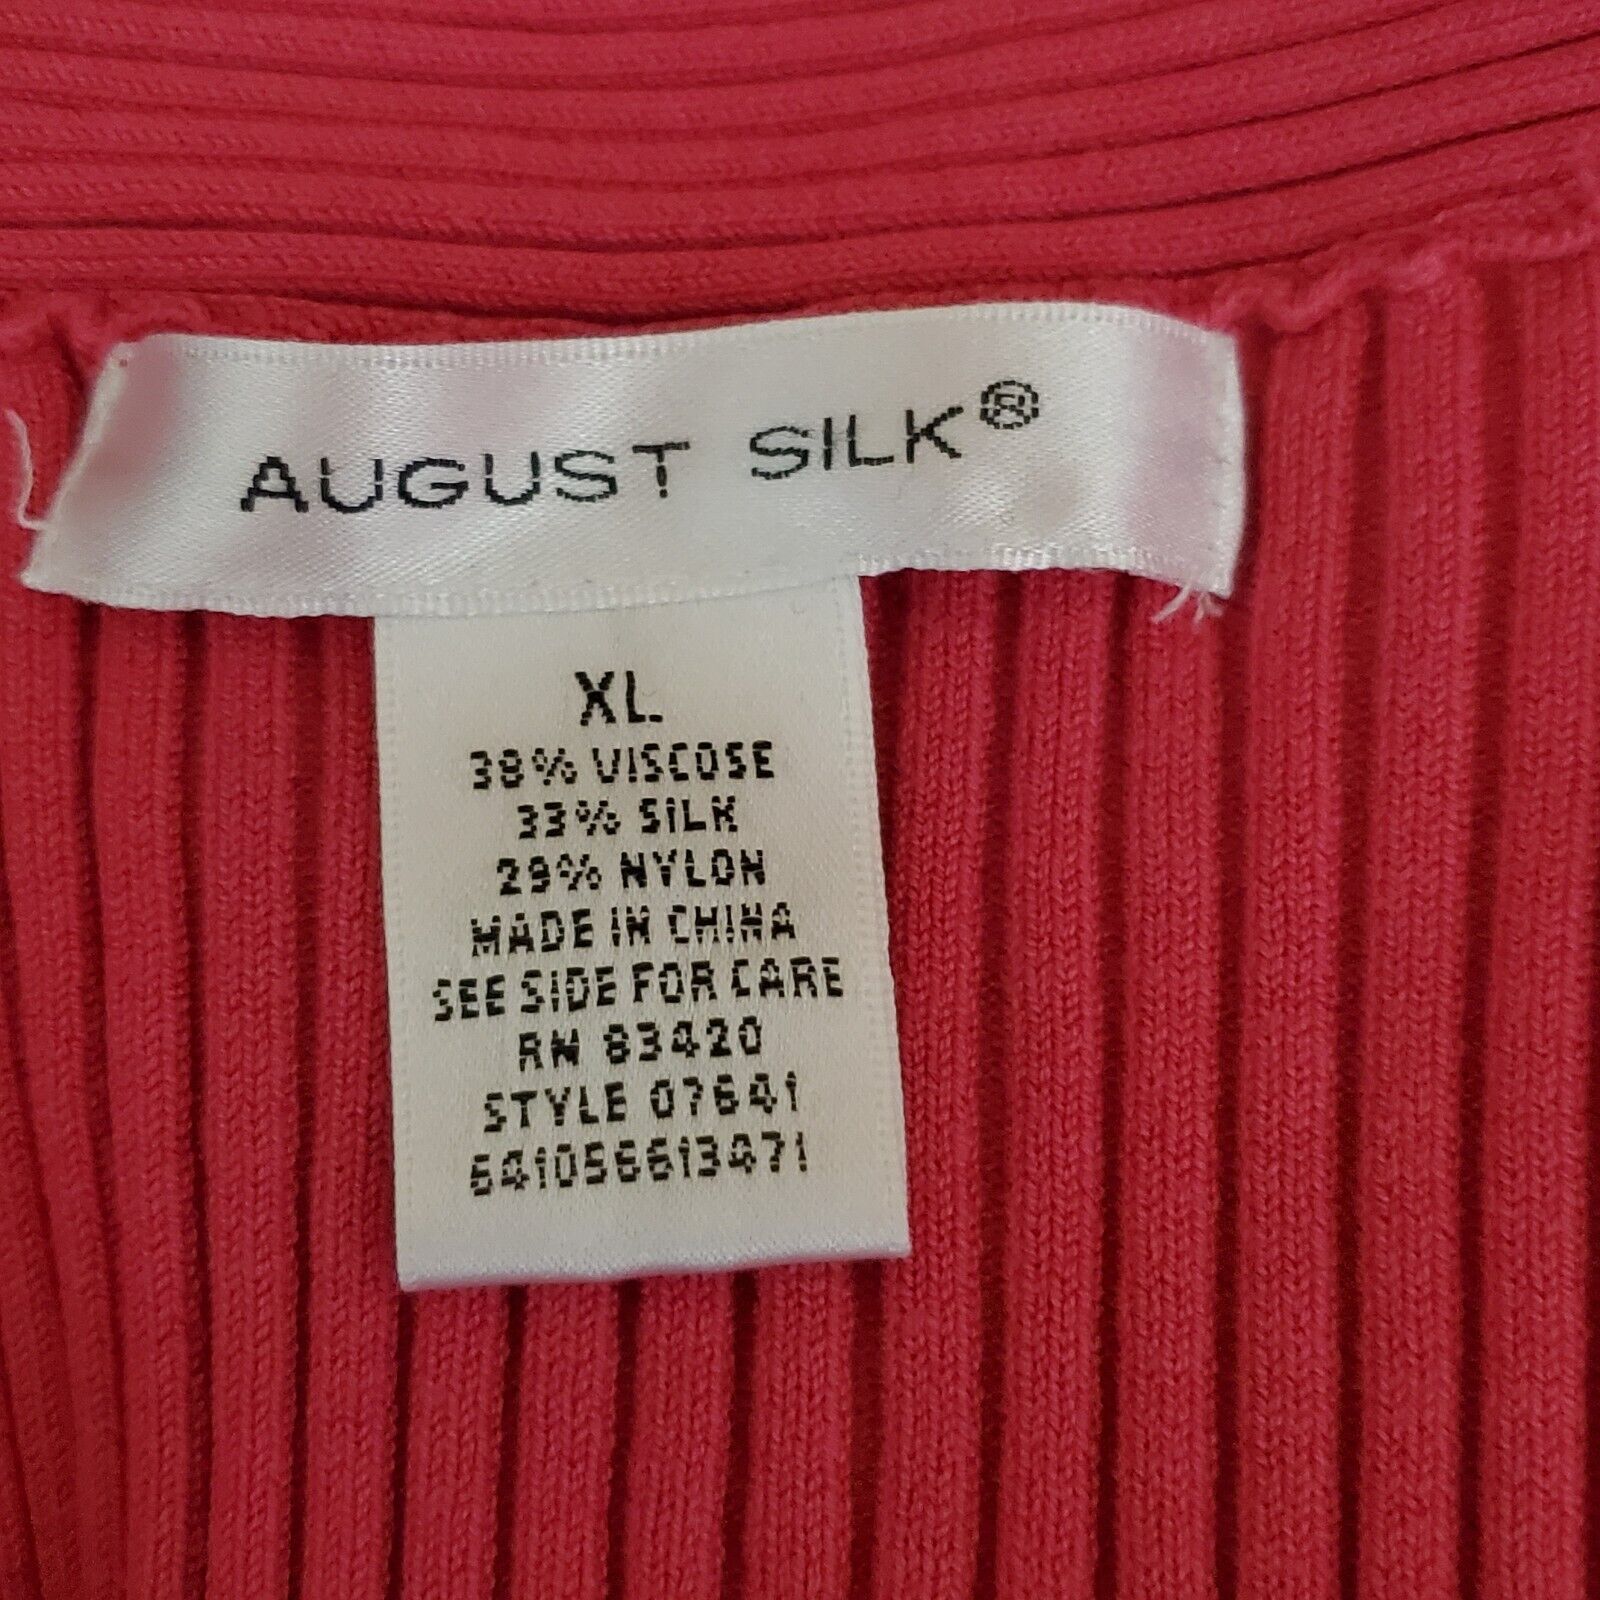 AUGUST SILK®
XL
38% VISCOSE
33% SILK
29% NYLON
MADE IN CHINA
SEE SIDE FOR CARE
RN 83420
STYLE 07641
641056613471